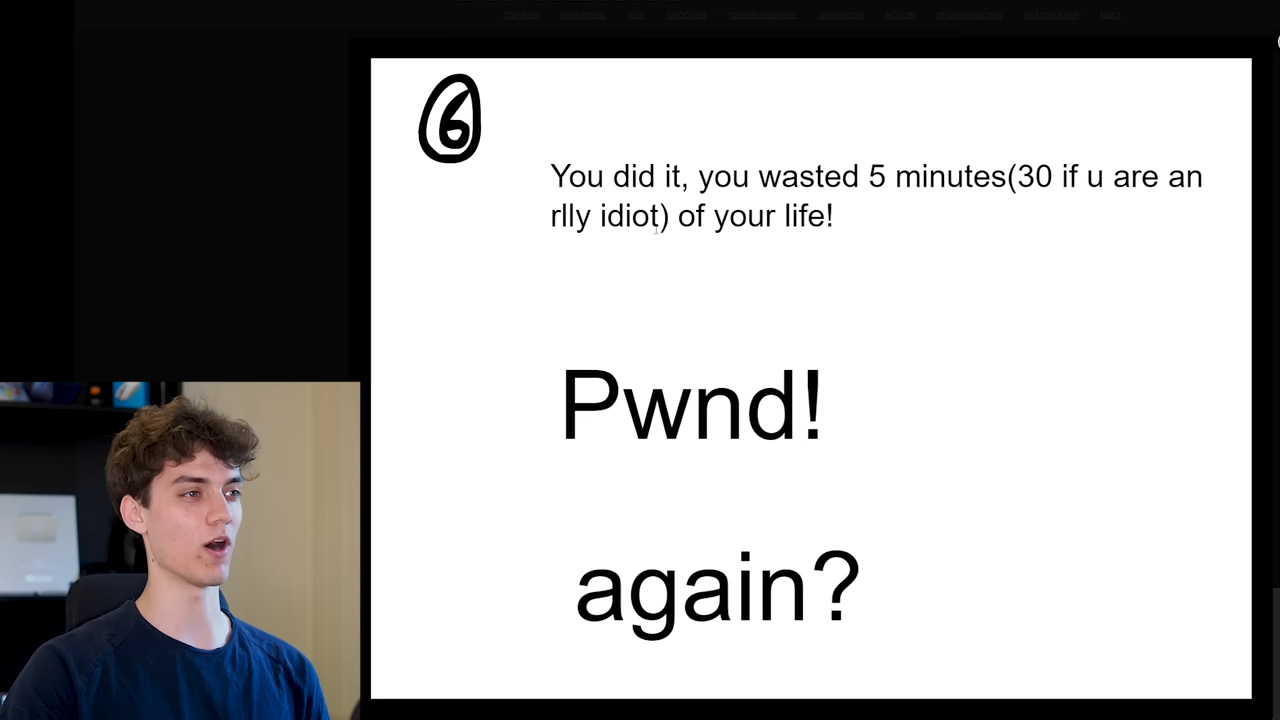 6
You did it, you wasted 5 minutes(30 if u are an
rlly idiot) of your life!
Pwnd!
again?